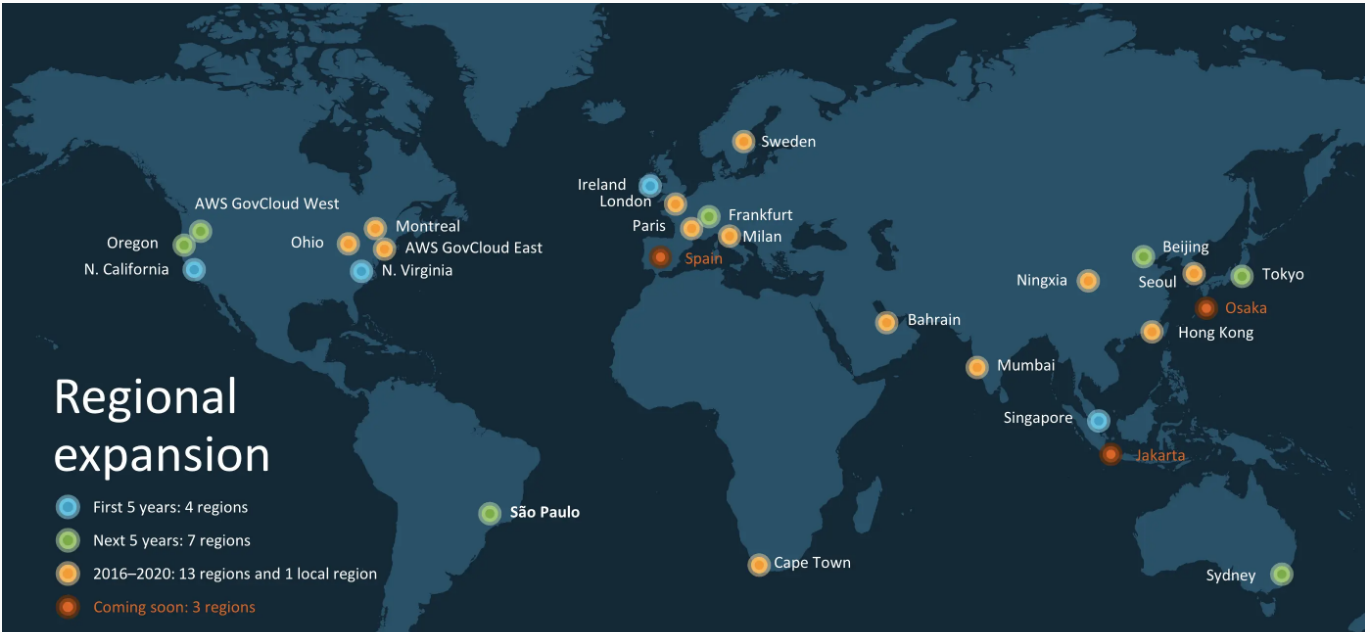 Sweden
Ireland
London
AWS GovCloud West
Frankfurt
Paris
Montreal
Milan
Oregon
Ohio
AWS GovCloud East
Beijing
Spain
N. California
N. Virginia
Ningxia
Seoul
Tokyo
Osaka
Bahrain
Hong Kong
Mumbai
Regional
expansion
Singapore
Jakarta
First 5 years: 4 regions
São Paulo
Next 5 years: 7 regions
2016–2020: 13 regions and 1 local region
Cape Town
Sydney
Coming soon: 3 regions